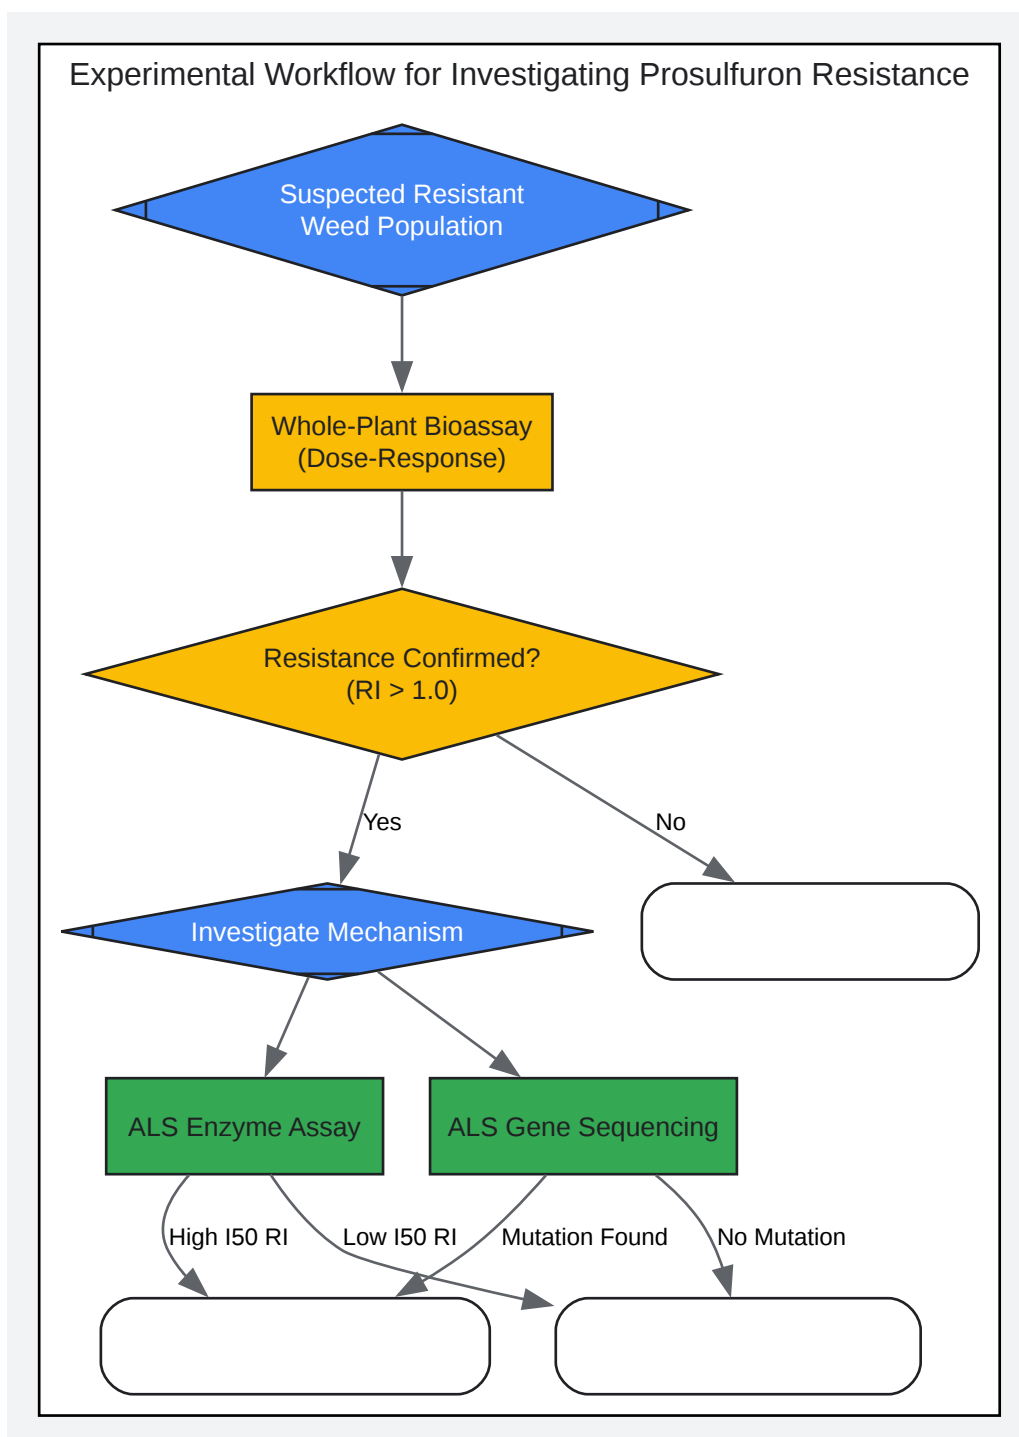 Experimental Workflow for Investigating Prosulfuron Resistance
Suspected Resistant
Weed Population
Whole-Plant Bioassay
(Dose-Response)
Resistance Confirmed?
(RI > 1.0)
Yes
No
Investigate Mechanism
ALS Enzyme Assay
ALS Gene Sequencing
High I50 RI
Low I50 RI
Mutation Found
No Mutation